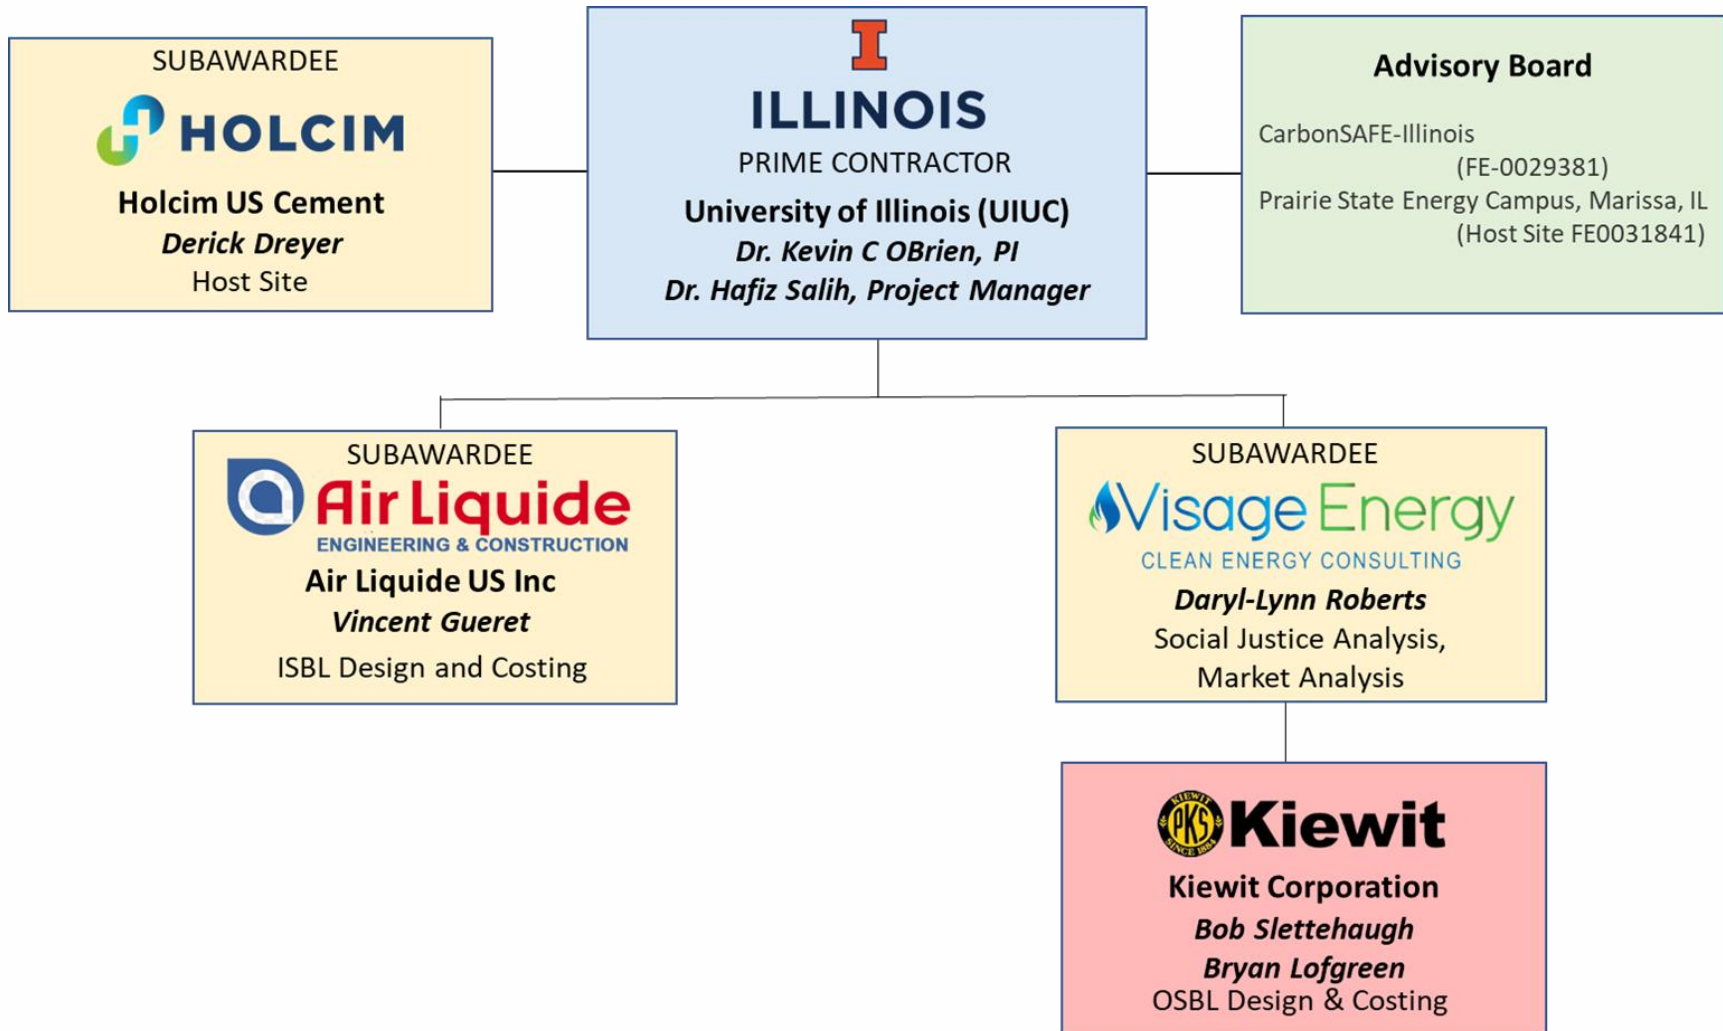 SUBAWARDEE
HOLCIM
Holcim US Cement
Derick Dreyer
Host Site
I
ILLINOIS
PRIME CONTRACTOR
University of Illinois (UIUC)
Dr. Kevin C OBrien, PI
Dr. Hafiz Salih, Project Manager
Advisory Board
CarbonSAFE-Illinois
(FE-0029381)
Prairie State Energy Campus, Marissa, IL
(Host Site FE0031841)
SUBAWARDEE
Air Liquide
ENGINEERING & CONSTRUCTION
Air Liquide US Inc
Vincent Gueret
ISBL Design and Costing
SUBAWARDEE
Visage Energy
CLEAN ENERGY CONSULTING
Daryl-Lynn Roberts
Social Justice Analysis,
Market Analysis
KIEWIT
PKS
SINCE 1884
Kiewit
Kiewit Corporation
Bob Slettehaugh
Bryan Lofgreen
OSBL Design & Costing